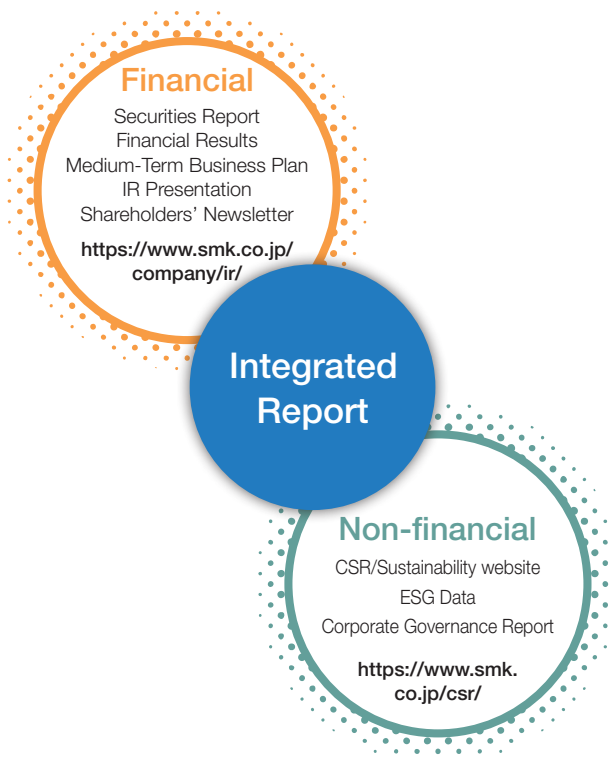 Financial
Securities Report
Financial Results
Medium-Term Business Plan
IR Presentation
Shareholders’ Newsletter
https://www.smk.co.jp/
company/ir/
Integrated
Report
Non-financial
CSR/Sustainability website
ESG Data
Corporate Governance Report
https://www.smk.
co.jp/csr/